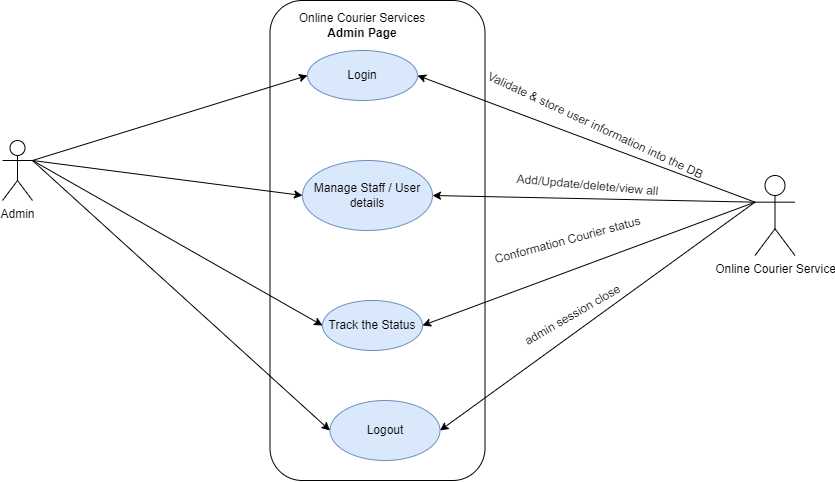 Online Courier Services
Admin Page
Login
Validate & store user information into the DB
Manage Staff / User
details
Add/Update/delete/view all
Admin
Online Courier Service
Conformation Courier status
Track the Status
admin session close
Logout